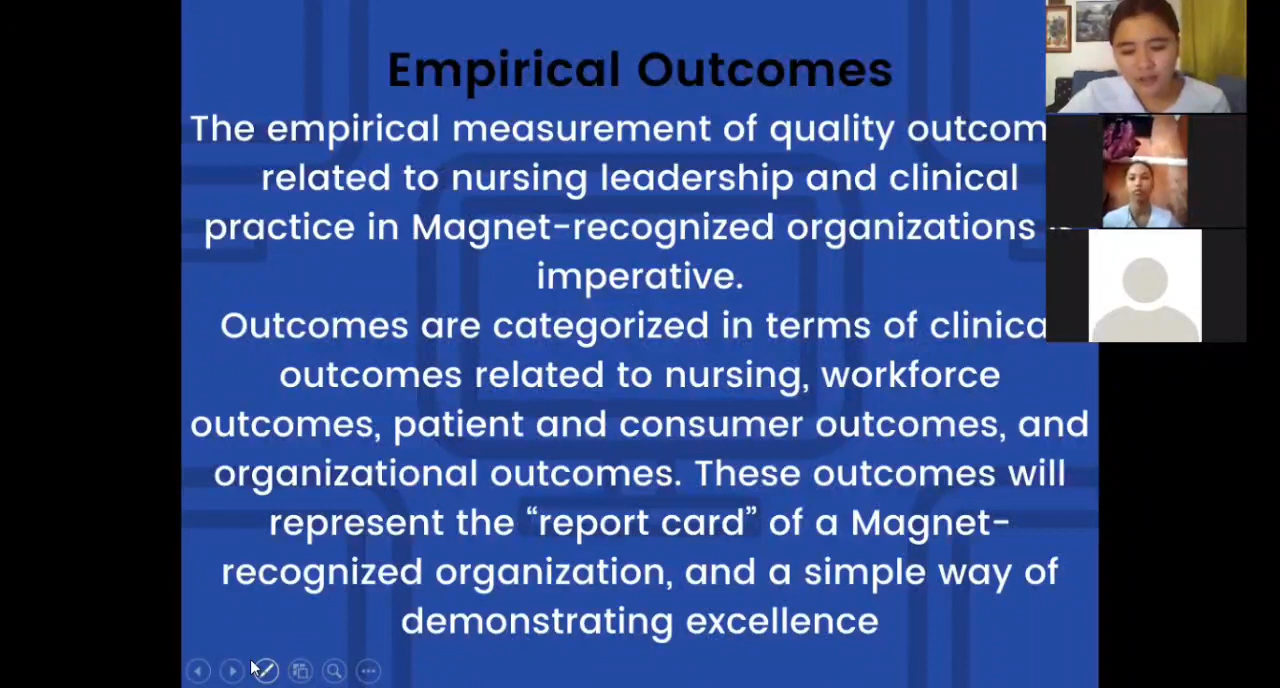 Empirical Outcomes
The empirical measurement of quality outcom
related to nursing leadership and clinical
practice in Magnet-recognized organizations
imperative.
Outcomes are categorized in terms of clinica
outcomes related to nursing, workforce
outcomes, patient and consumer outcomes, and
organizational outcomes. These outcomes will
represent the “report card” of a Magnet-
recognized organization, and a simple way of
demonstrating excellence